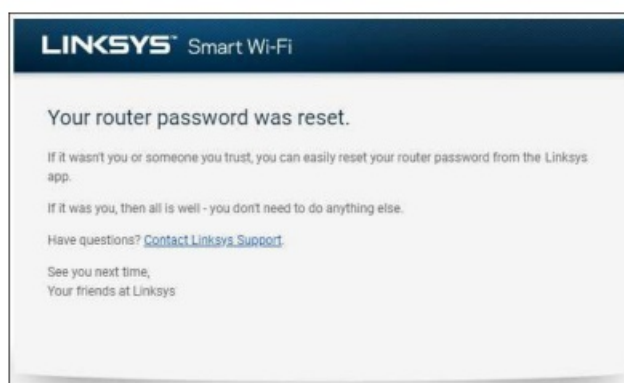 LINKSYS™ Smart Wi-Fi
Your router password was reset.
If it wasn't you or someone you trust, you can easily reset your router password from the Linksys
app.
If it was you, then all is well - you don't need to do anything else.
Have questions? Contact Linksys Support.
See you next time,
Your friends at Linksys